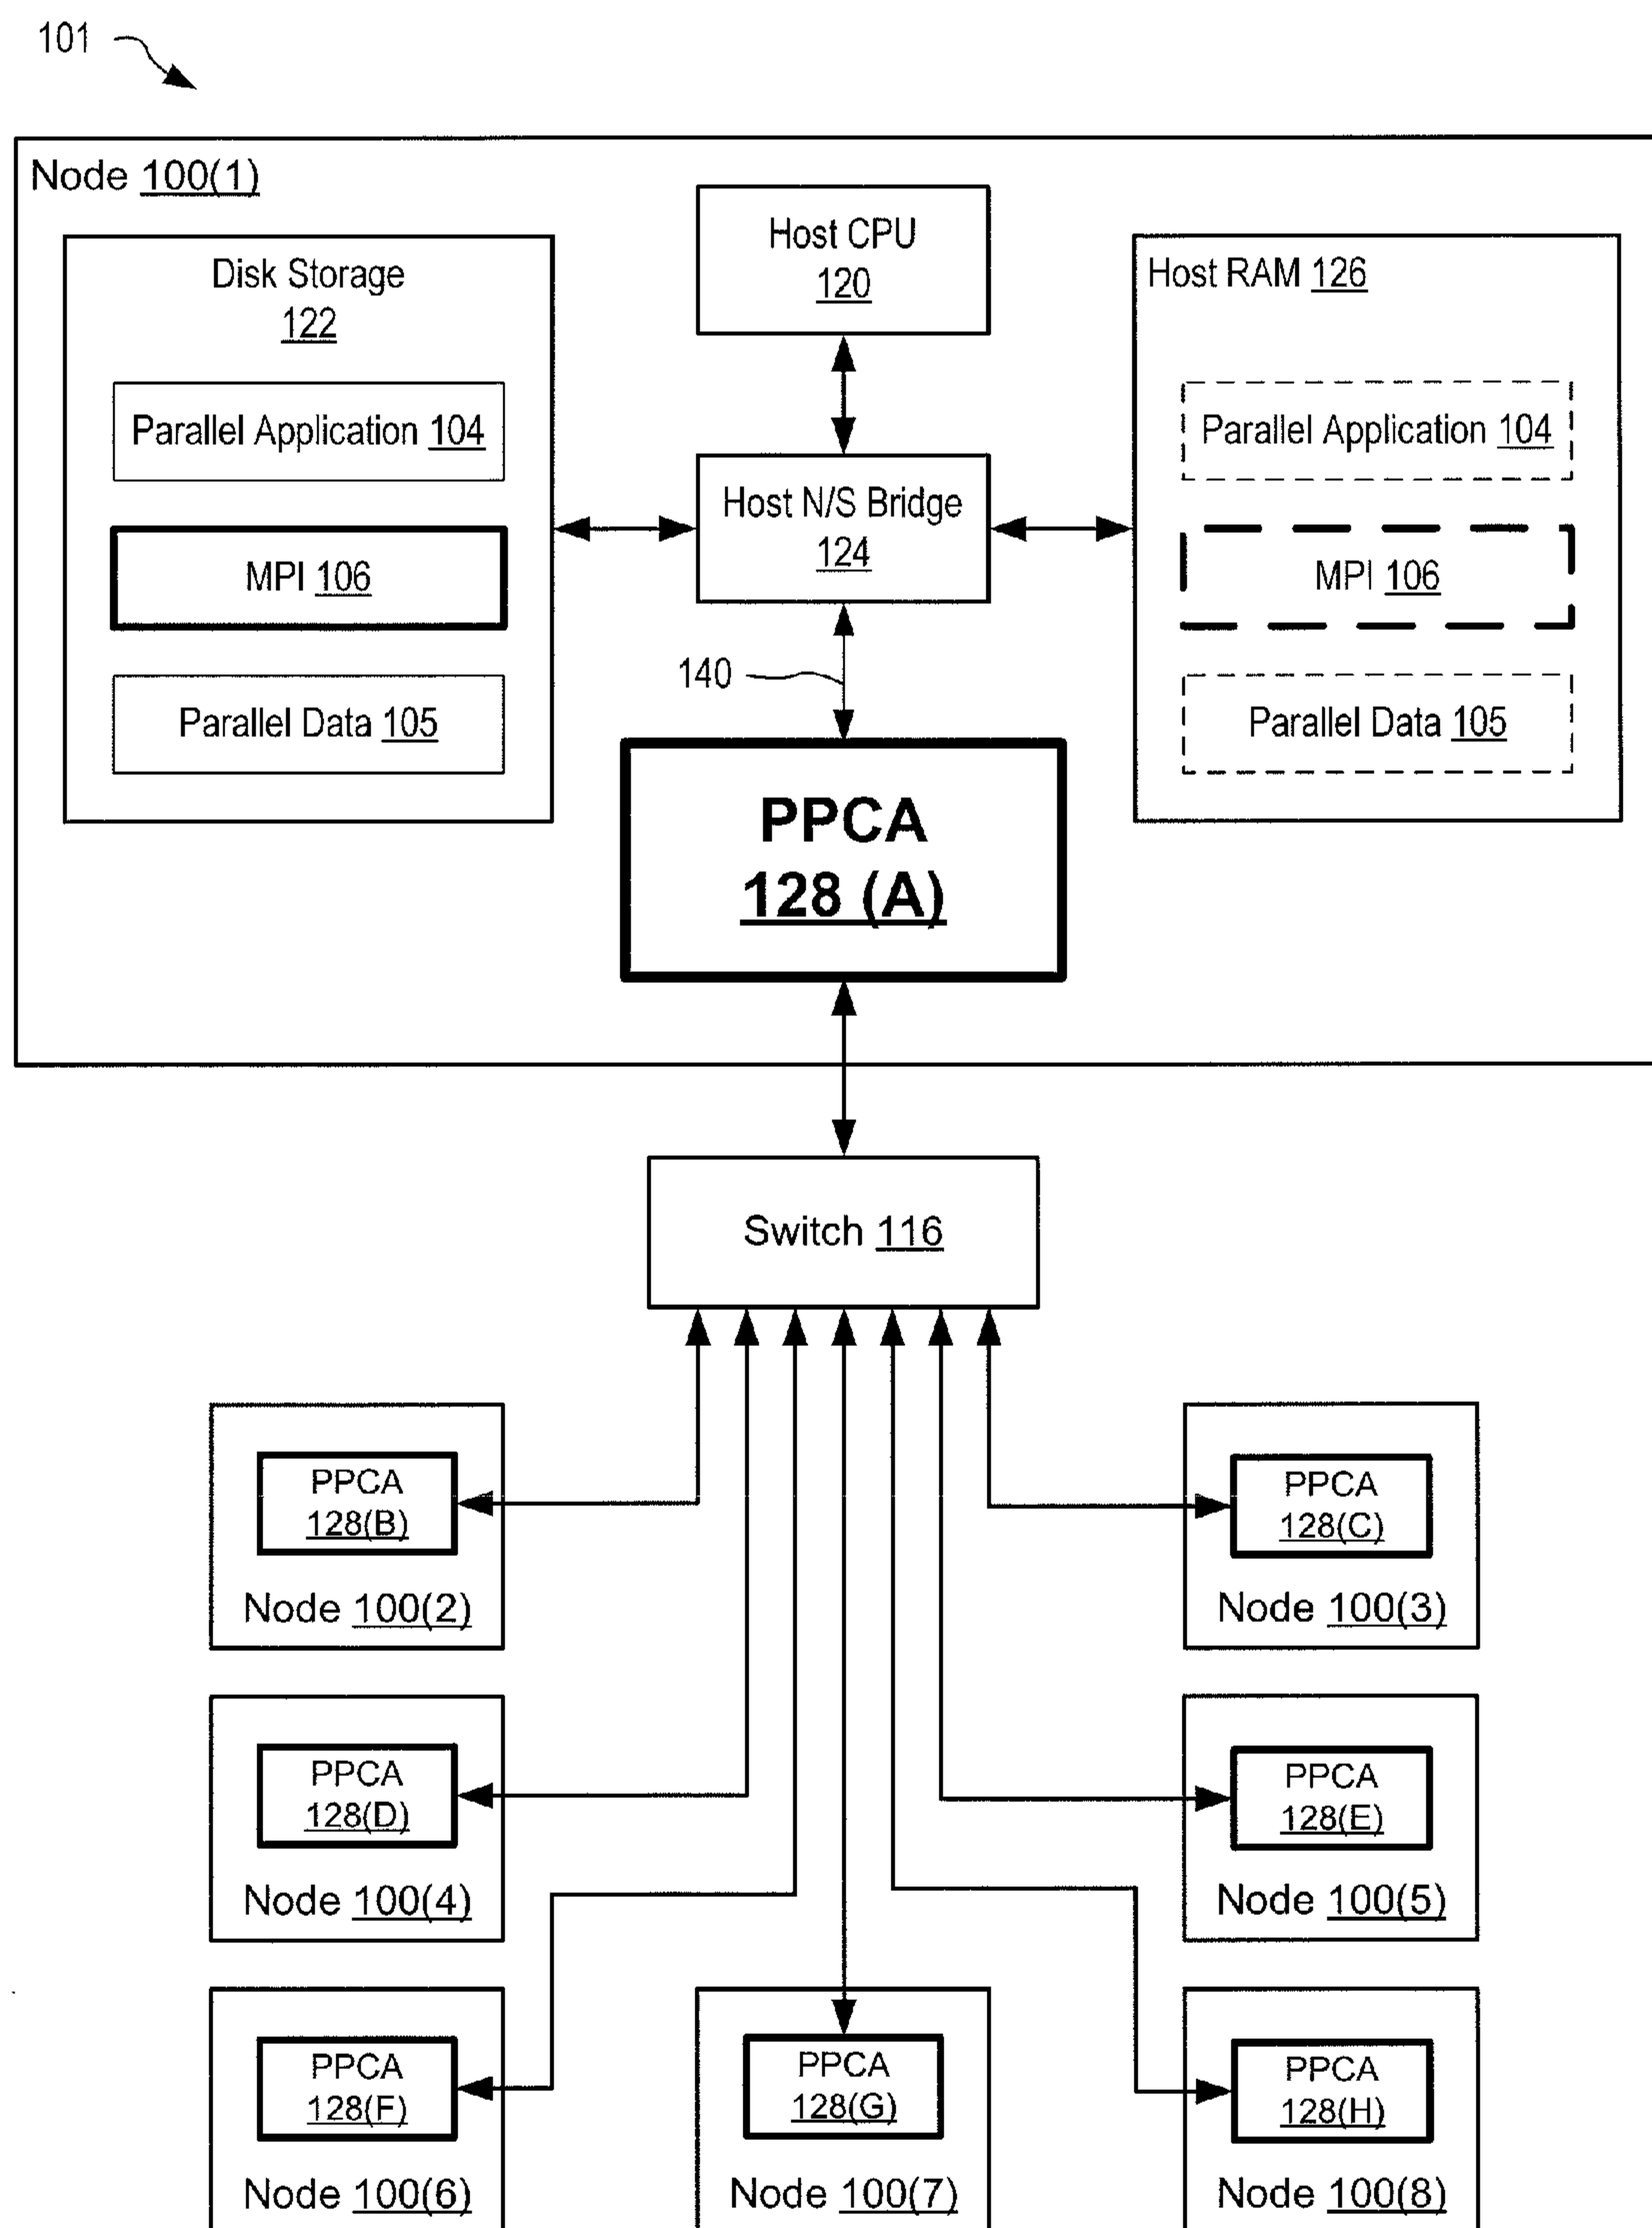 101
Node 100(1)
Host CPU
120
Disk Storage
122
Host RAM 126
Parallel Application 104
Host N/S Bridge
124
Parallel Application 104
MPI 106
MPI 106
140
Parallel Data 105
Parallel Data 105
PPCA
128 (A)
Switch 116
PPCA
128(B)
Node 100(2)
PPCA
128(C)
Node 100(3)
PPCA
128(D)
Node 100(4)
PPCA
128(E)
Node 100(5)
PPCA
128(F)
Node 100(6)
PPCA
128(G)
Node 100(7)
PPCA
128(H)
Node 100(8)